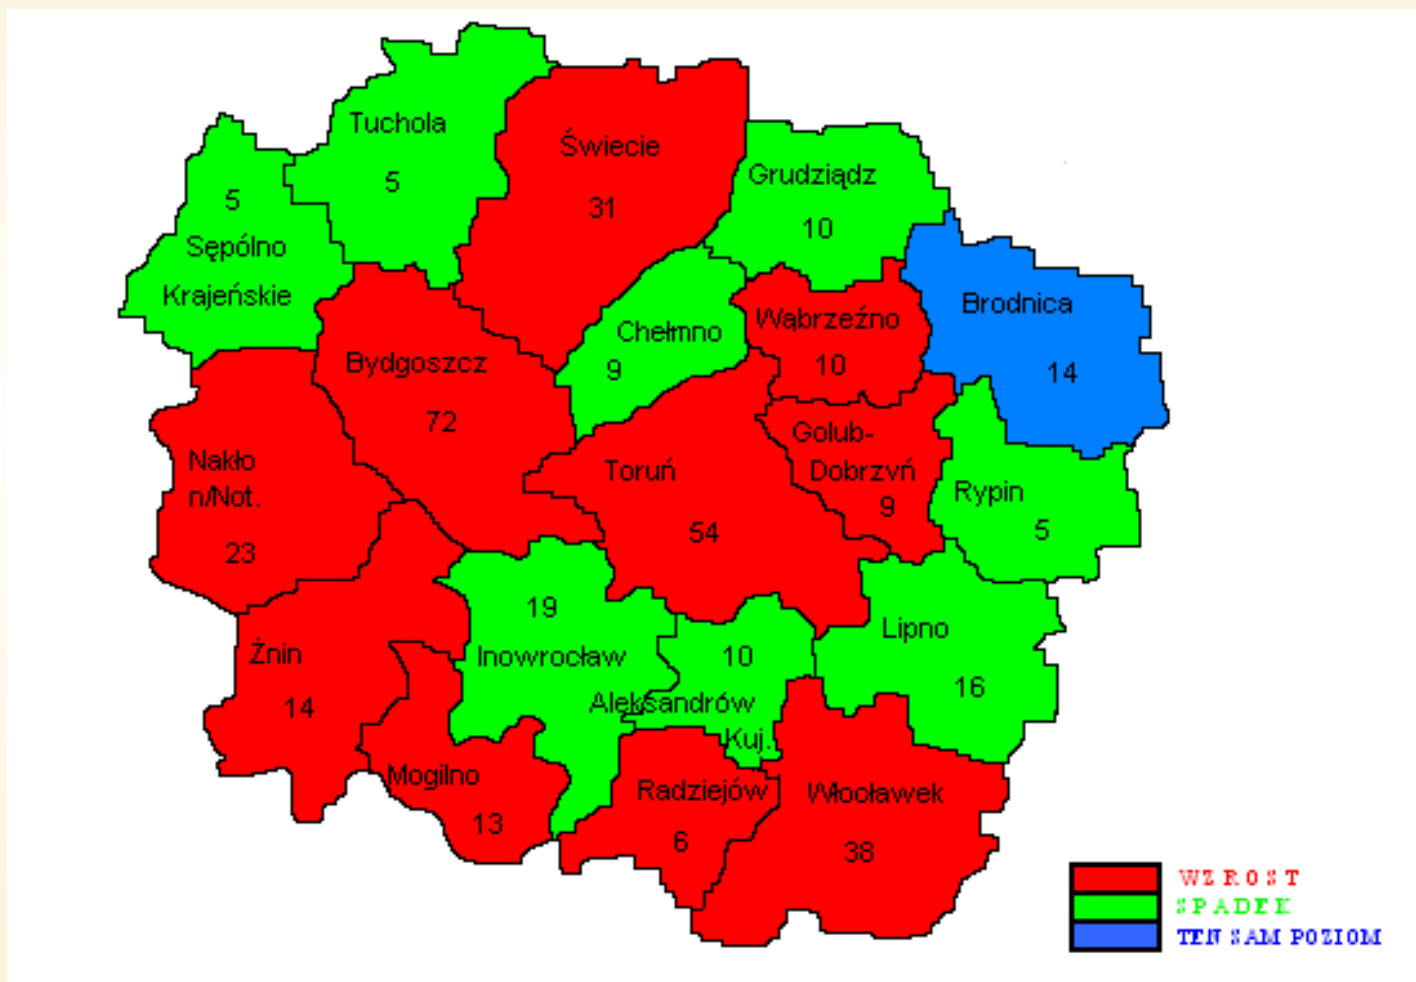 Tuchola
5
Świecie
31
Grudziądz
10
5
Sępólno
Krajeńskie
Brodnica
14
Chełmno
9
Wąbrzeźno
10
Bydgoszcz
72
Nakło
n/Not.
23
Toruń
54
Golub-
Dobrzvń
9
Rypin
5
Żnin
14
19
Inowrocław
10
Aleksandrów
Kuj.
Lipno
16
Mogilno
13
Radziejów
6
Włocławek
38
WZROST
SPADEK
TEN SAM POZIOM